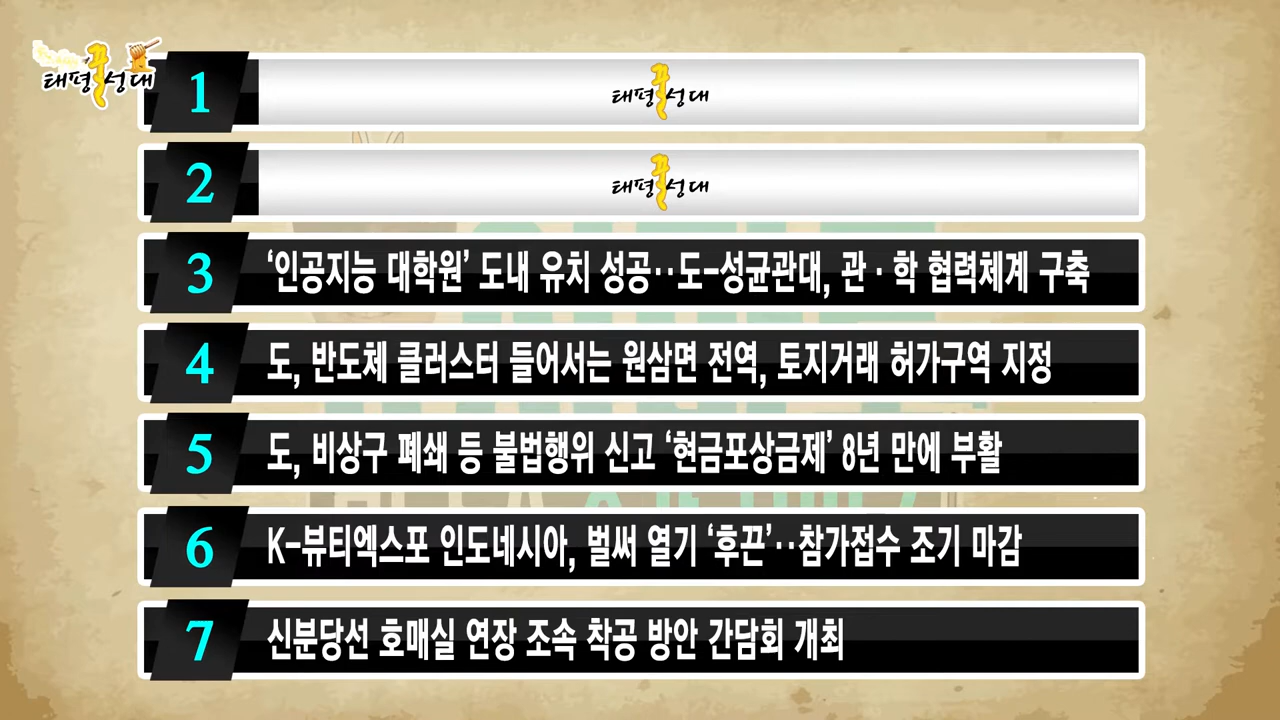 태평꿀성대
1
태평꿀성대
2
태평꿀성대
3
‘인공지능 대학원’ 도내 유치 성공‥도-성균관대, 관·학 협력체계 구축
4
도, 반도체 클러스터 들어서는 원삼면 전역, 토지거래 허가구역 지정
5
도, 비상구 폐쇄 등 불법행위 신고 ‘현금포상금제’ 8년 만에 부활
6
K-뷰티엑스포 인도네시아, 벌써 열기 ‘후끈’‥참가접수 조기 마감
7
신분당선 호매실 연장 조속 착공 방안 간담회 개최